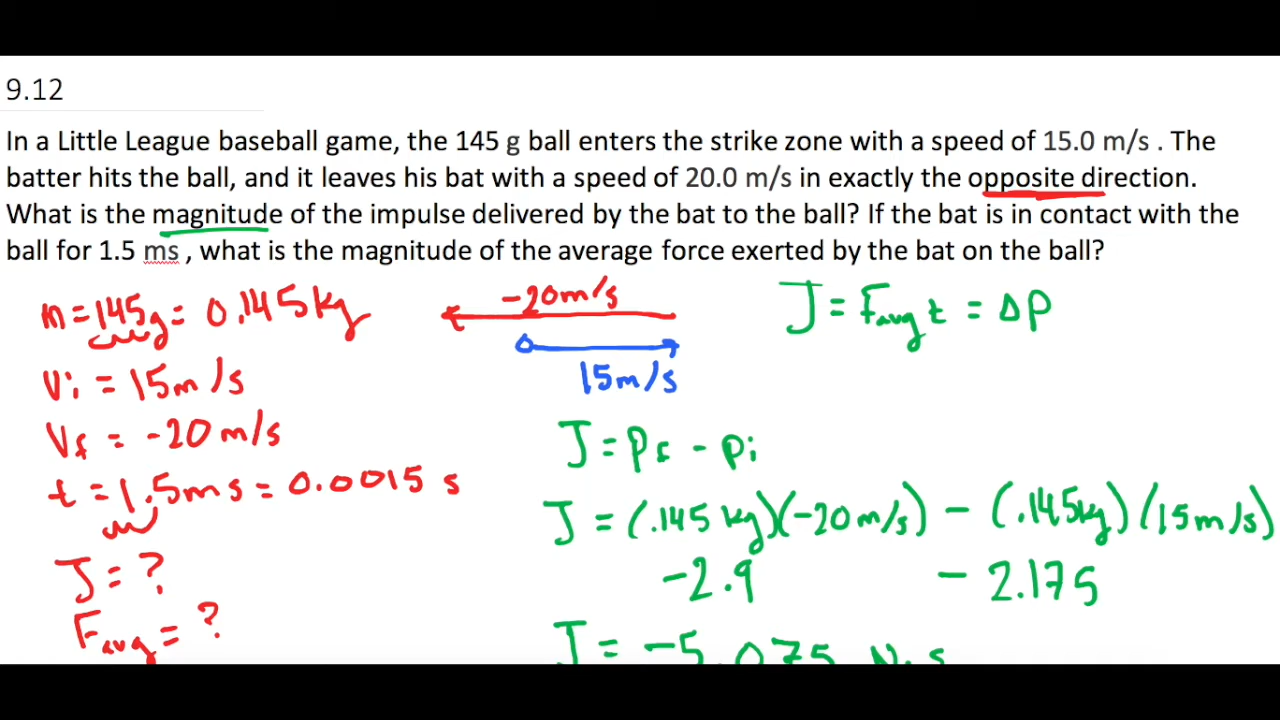 9.12
In a Little League baseball game, the 145 g ball enters the strike zone with a speed of 15.0 m/s . The
batter hits the ball, and it leaves his bat with a speed of 20.0 m/s in exactly the opposite direction.
What is the magnitude of the impulse delivered by the bat to the ball? If the bat is in contact with the
ball for 1.5 ms , what is the magnitude of the average force exerted by the bat on the ball?
m = 145g = 0.145kg
-20m/s
J = Favg t = ΔP
15m/s
Vi = 15m/s
Vf = -20m/s
J = Pf - Pi
t = 1.5ms = 0.0015 s
J = (.145 kg)(-20m/s) - (.145kg)(15m/s)
J = ?
-2.9 - 2.175
Favg = ?
J = -5.075 N·s